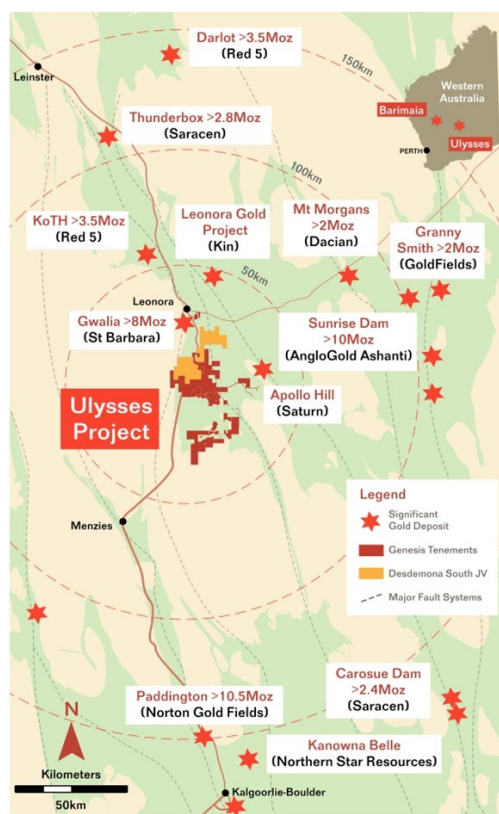 Darlot >3.5Moz
(Red 5)
150km
Leinster
Western
Australia
Barimaia
Ulysses
PERTH
Thunderbox >2.8Moz
(Saracen)
100km
KoTH >3.5Moz
(Red 5)
Leonora Gold
Project
(Kin)
Mt Morgans
>2Moz
(Dacian)
Granny
Smith >2Moz
(GoldFields)
50km
Leonora
Gwalia >8Moz
(St Barbara)
Sunrise Dam
>10Moz
(AngloGold Ashanti)
Apollo Hill
(Saturn)
Ulysses
Project
Menzies
Legend
Significant
Gold Deposit
Genesis Tenements
Desdemona South JV
Major Fault Systems
Paddington >10.5Moz
(Norton Gold Fields)
Carosue Dam
>2.4Moz
(Saracen)
Kanowna Belle
(Northern Star Resources)
N
Kilometers
50km
Kalgoorlie-Boulder